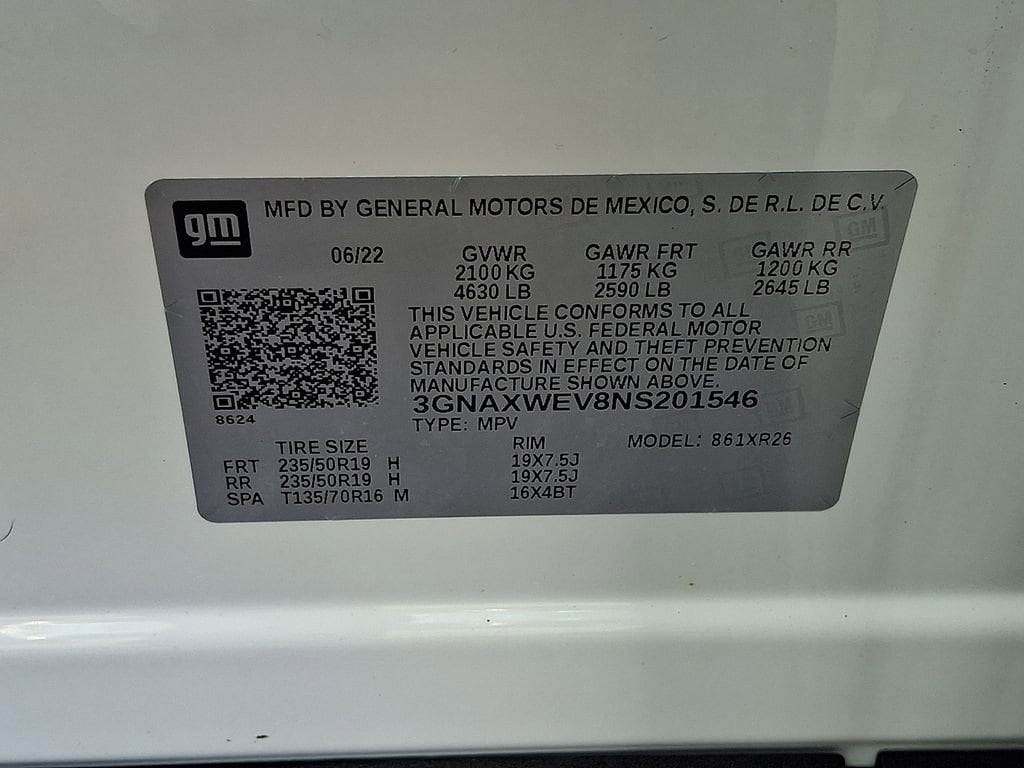 gm MFD BY GENERAL MOTORS DE MEXICO, S. DE R.L. DE C.V.
06/22 GVWR GAWR FRT GAWR RR
2100 KG 1175 KG 1200 KG
4630 LB 2590 LB 2645 LB
THIS VEHICLE CONFORMS TO ALL
APPLICABLE U.S. FEDERAL MOTOR
VEHICLE SAFETY AND THEFT PREVENTION
STANDARDS IN EFFECT ON THE DATE OF
MANUFACTURE SHOWN ABOVE.
3GNAXWEV8NS201546
8624
TYPE: MPV
TIRE SIZE RIM MODEL: 861XR26
FRT 235/50R19 H 19X7.5J
RR 235/50R19 H 19X7.5J
SPA T135/70R16 M 16X4BT
GM
GM